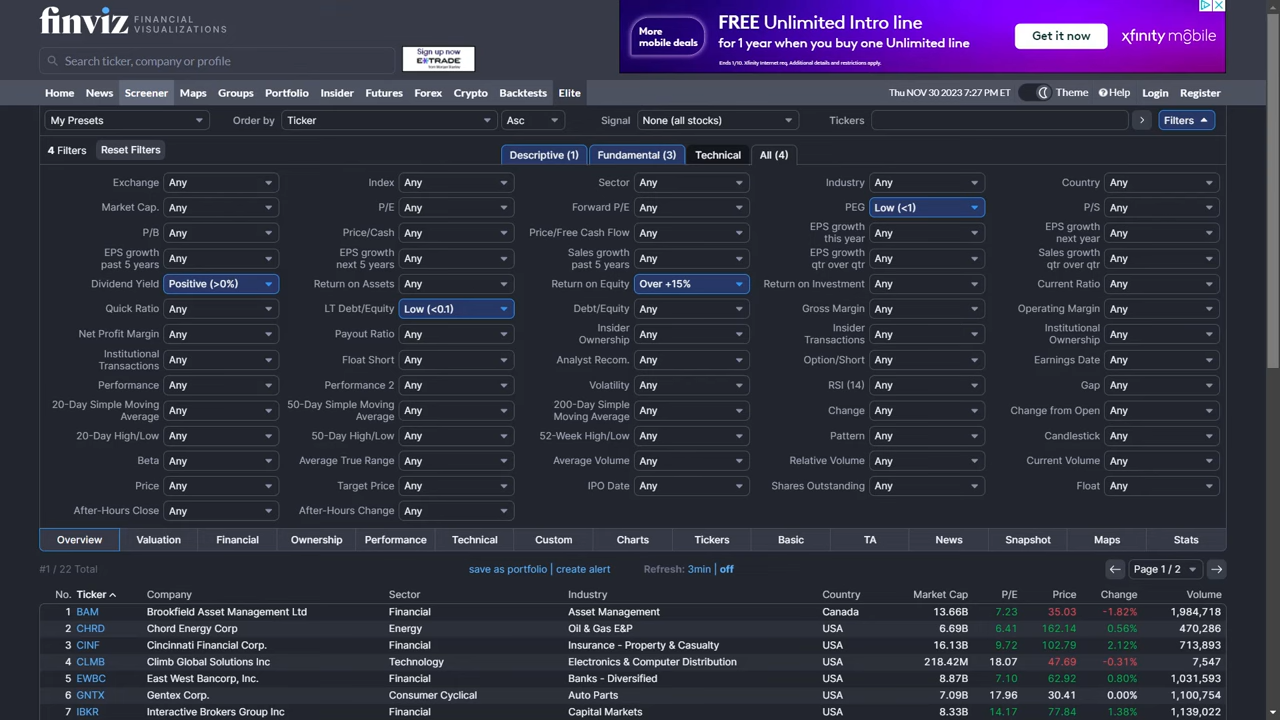 finviz FINANCIAL VISUALIZATIONS
More mobile deals
FREE Unlimited Intro line
for 1 year when you buy one Unlimited line
Ends 1/10. Xfinity Internet req. Additional details and restrictions apply.
Get it now
xfinity mobile
Search ticker, company or profile
Sign up now
E*TRADE
Home News Screener Maps Groups Portfolio Insider Futures Forex Crypto Backtests Elite Thu NOV 30 2023 7:27 PM ET Theme Help Login Register
My Presets Order by Ticker Asc Signal None (all stocks) Tickers Filters
4 Filters Reset Filters Descriptive (1) Fundamental (3) Technical All (4)
Exchange Any Index Any Sector Any Industry Any Country Any
Market Cap. Any P/E Any Forward P/E Any PEG Low (<1) P/S Any
P/B Any Price/Cash Any Price/Free Cash Flow Any EPS growth this year Any EPS growth next year Any
EPS growth past 5 years Any EPS growth next 5 years Any Sales growth past 5 years Any EPS growth qtr over qtr Any Sales growth qtr over qtr Any
Dividend Yield Positive (>0%) Return on Assets Any Return on Equity Over +15% Return on Investment Any Current Ratio Any
Quick Ratio Any LT Debt/Equity Low (<0.1) Debt/Equity Any Gross Margin Any Operating Margin Any
Net Profit Margin Any Payout Ratio Any Insider Ownership Any Insider Transactions Any Institutional Ownership Any
Institutional Transactions Any Float Short Any Analyst Recom. Any Option/Short Any Earnings Date Any
Performance Any Performance 2 Any Volatility Any RSI (14) Any Gap Any
20-Day Simple Moving Average Any 50-Day Simple Moving Average Any 200-Day Simple Moving Average Any Change Any Change from Open Any
20-Day High/Low Any 50-Day High/Low Any 52-Week High/Low Any Pattern Any Candlestick Any
Beta Any Average True Range Any Average Volume Any Relative Volume Any Current Volume Any
Price Any Target Price Any IPO Date Any Shares Outstanding Any Float Any
After-Hours Close Any After-Hours Change Any
Overview Valuation Financial Ownership Performance Technical Custom Charts Tickers Basic TA News Snapshot Maps Stats
#1 / 22 Total save as portfolio | create alert Refresh: 3min | off Page 1 / 2
No. Ticker Company Sector Industry Country Market Cap P/E Price Change Volume
1 BAM Brookfield Asset Management Ltd Financial Asset Management Canada 13.66B 7.23 35.03 -1.82% 1,984,718
2 CHRD Chord Energy Corp Energy Oil & Gas E&P USA 6.69B 6.41 162.14 0.56% 470,286
3 CINF Cincinnati Financial Corp. Financial Insurance - Property & Casualty USA 16.13B 9.72 102.79 2.12% 713,893
4 CLMB Climb Global Solutions Inc Technology Electronics & Computer Distribution USA 218.42M 18.07 47.69 -0.31% 7,547
5 EWBC East West Bancorp, Inc. Financial Banks - Diversified USA 8.87B 7.10 62.92 0.80% 1,031,593
6 GNTX Gentex Corp. Consumer Cyclical Auto Parts USA 7.09B 17.96 30.41 0.00% 1,100,754
7 IBKR Interactive Brokers Group Inc Financial Capital Markets USA 8.33B 14.17 77.84 1.38% 1,139,022